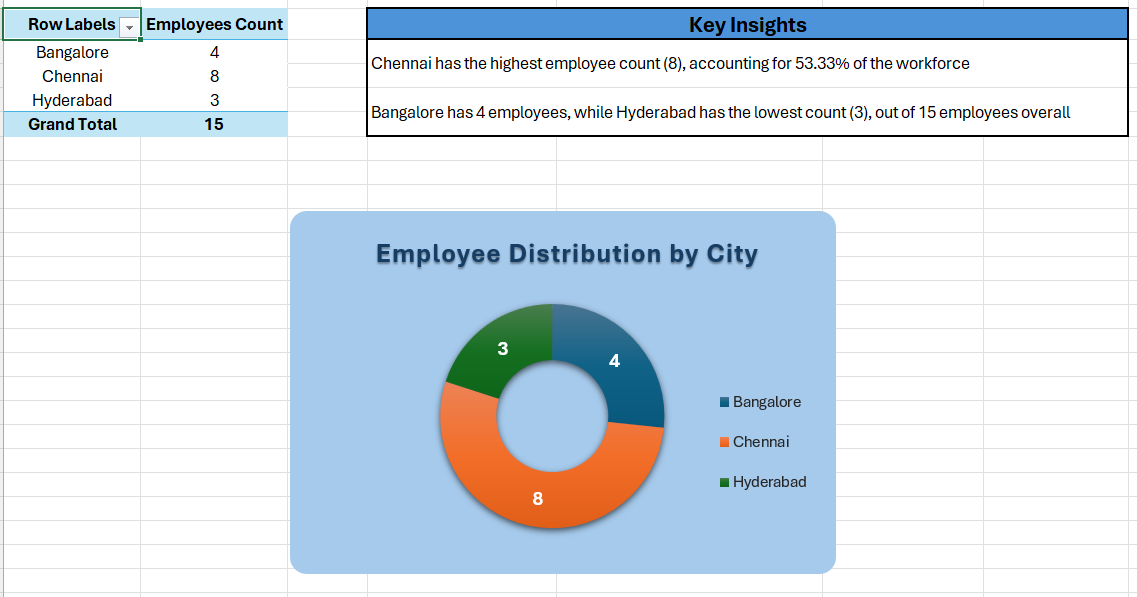 Row Labels Employees Count
Bangalore 4
Chennai 8
Hyderabad 3
Grand Total 15
Key Insights
Chennai has the highest employee count (8), accounting for 53.33% of the workforce
Bangalore has 4 employees, while Hyderabad has the lowest count (3), out of 15 employees overall
Employee Distribution by City
3
4
8
Bangalore
Chennai
Hyderabad